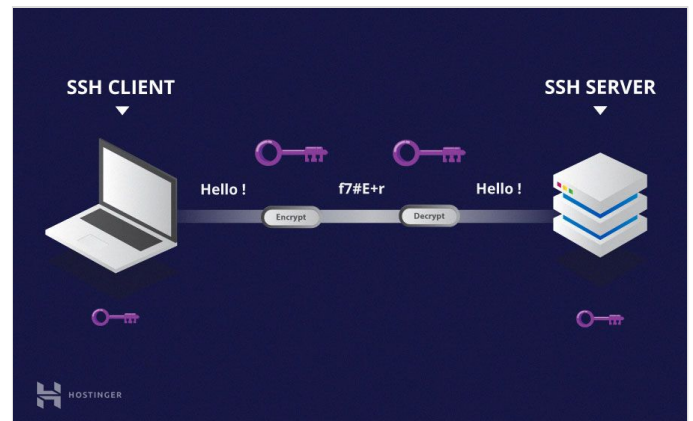 SSH CLIENT
SSH SERVER
Hello !
f7#E+r
Hello !
Encrypt
Decrypt
HOSTINGER